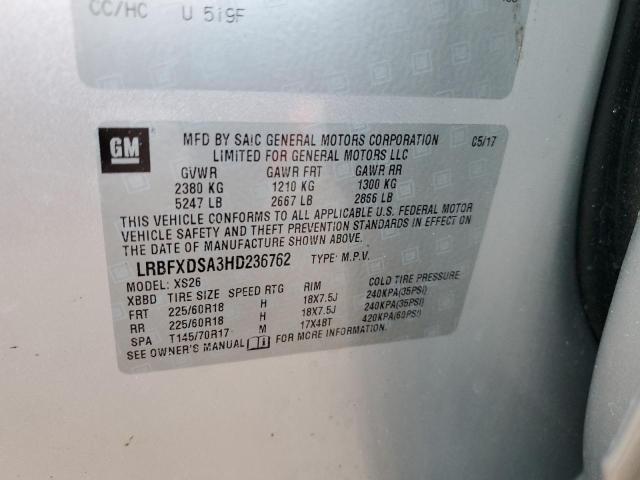 CC/HC U 5i9F
GM
MFD BY SAIC GENERAL MOTORS CORPORATION 05/17
LIMITED FOR GENERAL MOTORS LLC
GVWR GAWR FRT GAWR RR
2380 KG 1210 KG 1300 KG
5247 LB 2667 LB 2866 LB
THIS VEHICLE CONFORMS TO ALL APPLICABLE U.S. FEDERAL MOTOR
VEHICLE SAFETY AND THEFT PREVENTION STANDARDS IN EFFECT ON
THE DATE OF MANUFACTURE SHOWN ABOVE.
LRBFXDSA3HD236762 TYPE: M.P.V.
MODEL: XS26
XBBD TIRE SIZE SPEED RTG RIM COLD TIRE PRESSURE
FRT 225/60R18 H 18X7.5J 240KPA(35PSI)
RR 225/60R18 H 18X7.5J 240KPA(35PSI)
SPA T145/70R17 M 17X4BT 420KPA(60PSI)
SEE OWNER'S MANUAL FOR MORE INFORMATION.